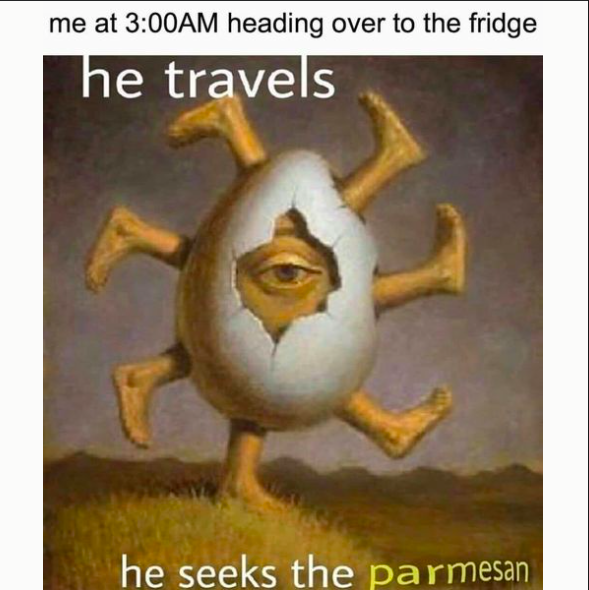 me at 3:00AM heading over to the fridge
he travels
he seeks the parmesan